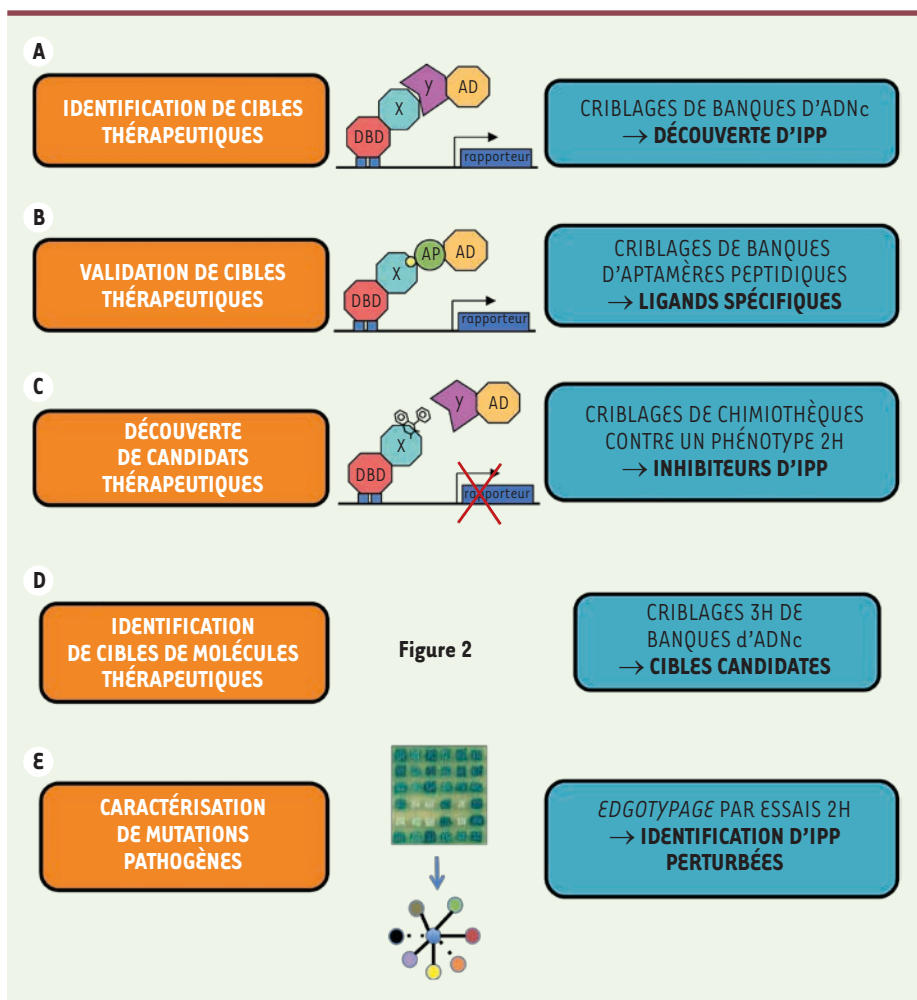 A
IDENTIFICATION DE CIBLES
THÉRAPEUTIQUES
DBD
X
Y
AD
rapporteur
CRIBLAGES DE BANQUES D'ADNc
→ DÉCOUVERTE D'IPP
B
VALIDATION DE CIBLES
THÉRAPEUTIQUES
DBD
X
AP
AD
rapporteur
CRIBLAGES DE BANQUES
D'APTAMÈRES PEPTIDIQUES
→ LIGANDS SPÉCIFIQUES
C
DÉCOUVERTE
DE CANDIDATS
THÉRAPEUTIQUES
DBD
X
Y
AD
rapporteur
CRIBLAGES DE CHIMIOTHÈQUES
CONTRE UN PHÉNOTYPE 2H
→ INHIBITEURS D'IPP
D
IDENTIFICATION
DE CIBLES DE MOLÉCULES
THÉRAPEUTIQUES
Figure 2
CRIBLAGES 3H DE
BANQUES d'ADNc
→ CIBLES CANDIDATES
E
CARACTÉRISATION
DE MUTATIONS
PATHOGÈNES
EDGOTYPAGE PAR ESSAIS 2H
→ IDENTIFICATION D'IPP
PERTURBÉES